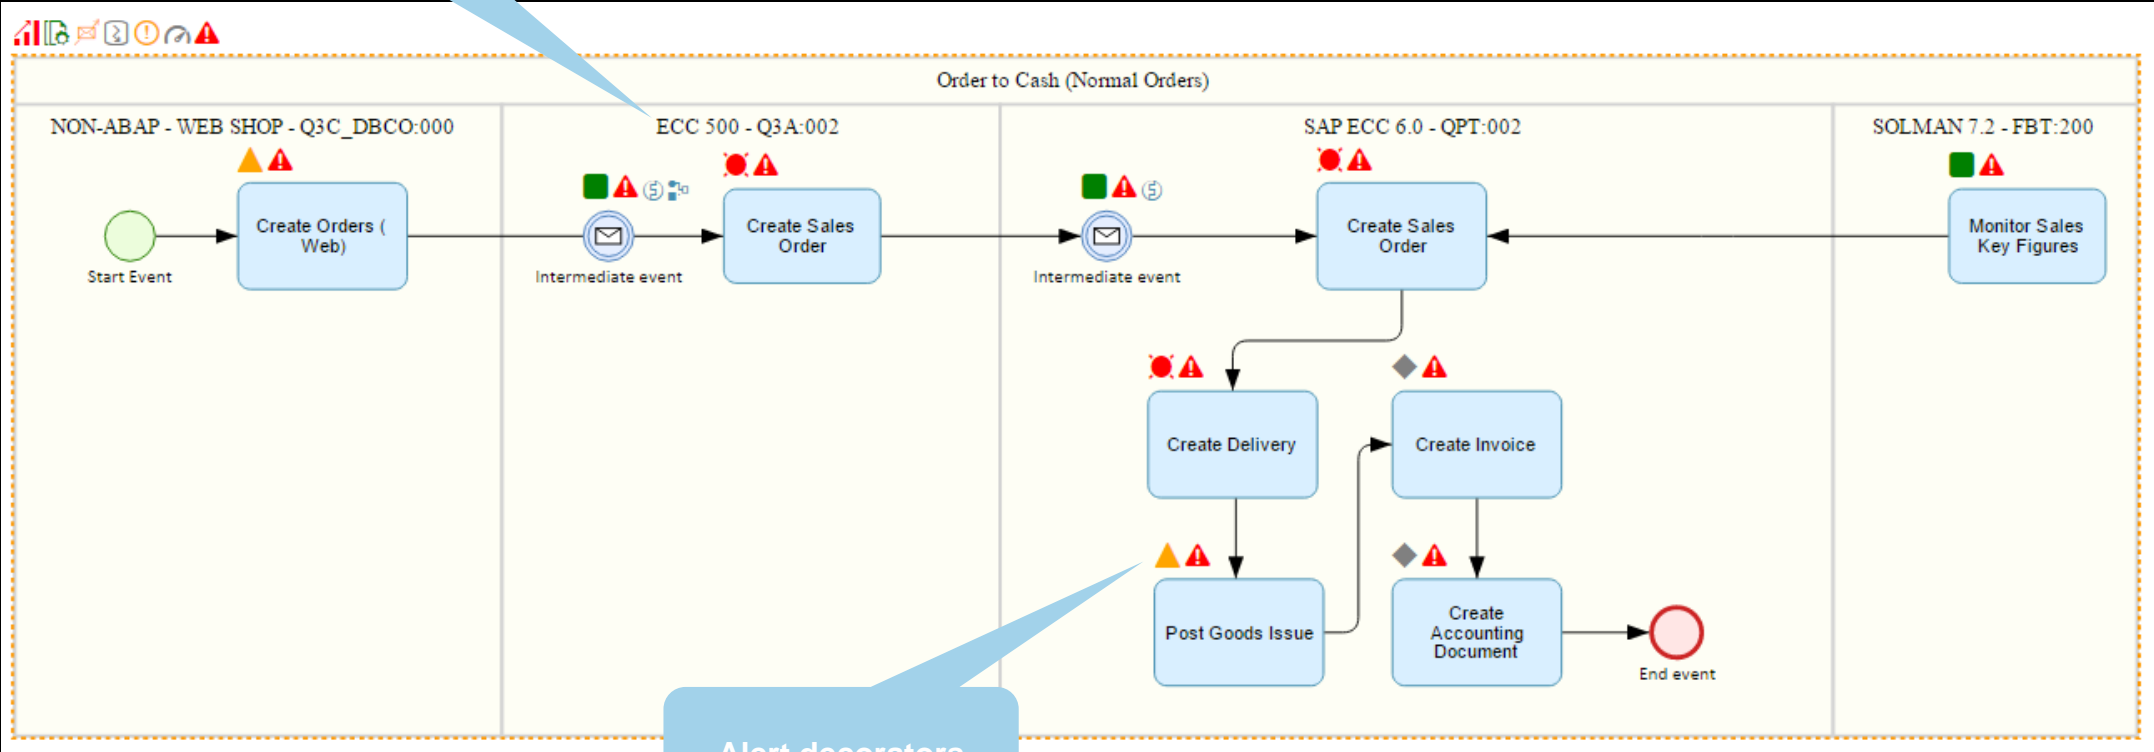 Order to Cash (Normal Orders)
NON-ABAP - WEB SHOP - Q3C_DBCO:000
ECC 500 - Q3A:002
SAP ECC 6.0 - QPT:002
SOLMAN 7.2 - FBT:200
Start Event
Create Orders (
Web)
Intermediate event
Create Sales
Order
Intermediate event
Create Sales
Order
Monitor Sales
Key Figures
Create Delivery
Create Invoice
Post Goods Issue
Create
Accounting
Document
End event
Alert decorators